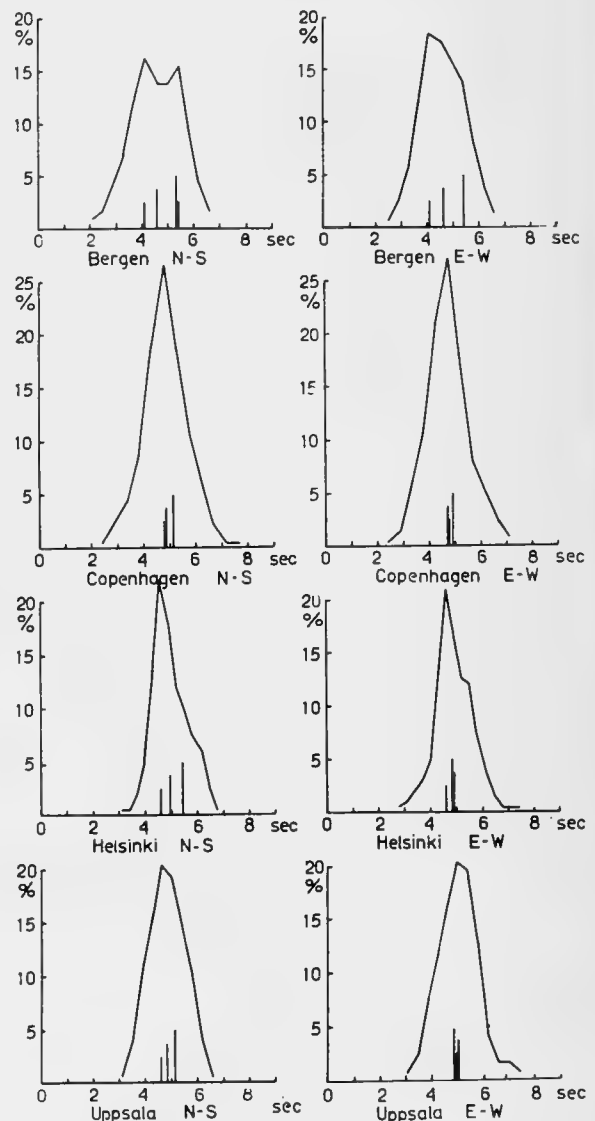 20
%
15
10
5
0 2 4 6 8 sec
Bergen N-S
20
%
15
10
5
0 2 4 6 8 sec
Bergen E-W
25
%
20
15
10
5
0 2 4 6 8 sec
Copenhagen N-S
25
%
20
15
10
5
0 2 4 6 8 sec
Copenhagen E-W
20
%
15
10
5
0 2 4 6 8 sec
Helsinki N-S
20
%
15
10
5
0 2 4 6 8 sec
Helsinki E-W
20
%
15
10
5
0 2 4 6 8 sec
Uppsala N-S
20
%
15
10
5
0 2 4 6 8 sec
Uppsala E-W